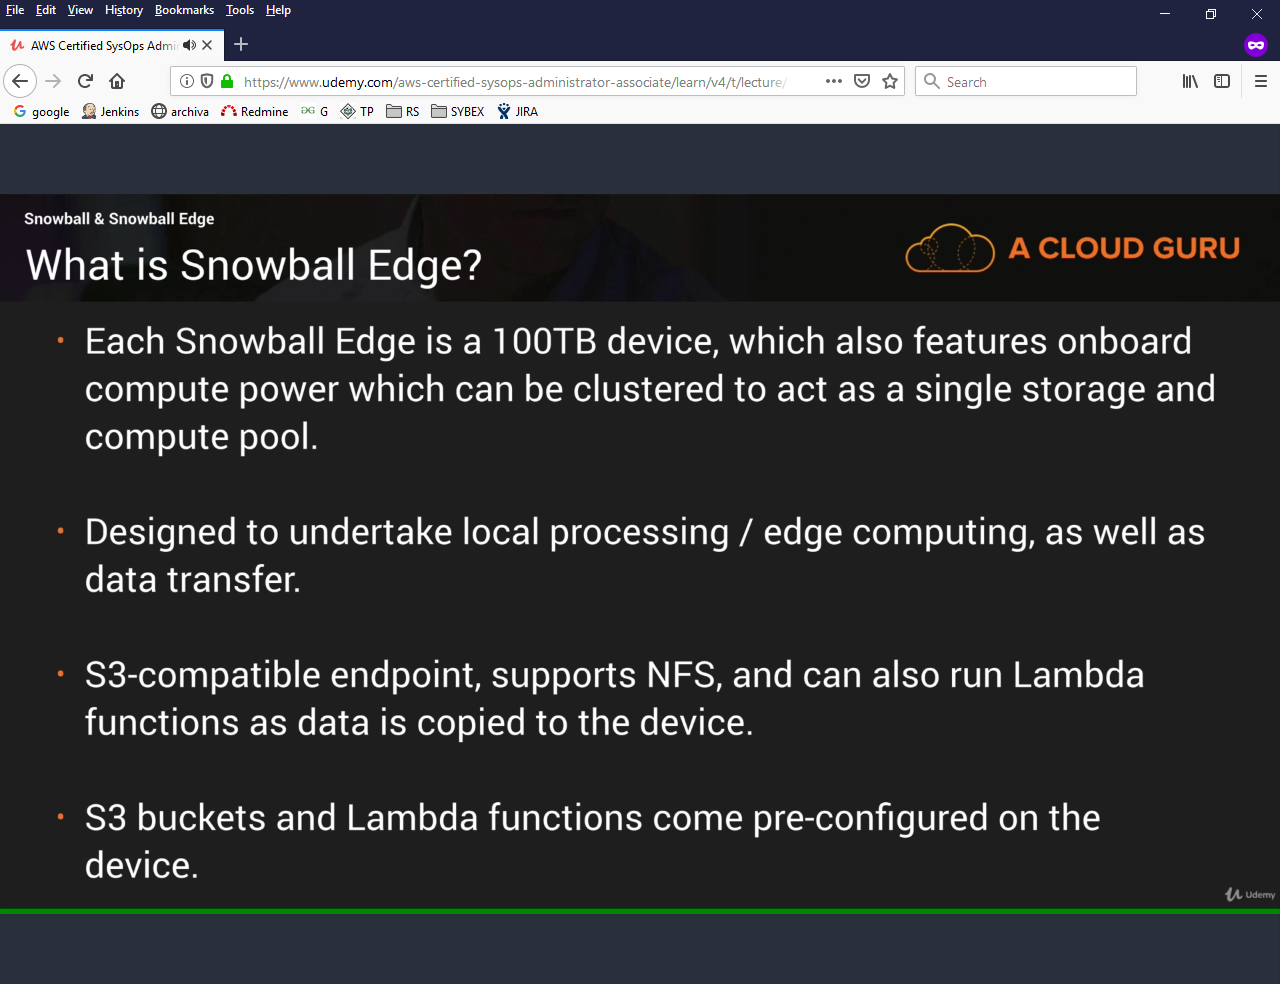 File Edit View History Bookmarks Tools Help
AWS Certified SysOps Admi
https://www.udemy.com/aws-certified-sysops-administrator-associate/learn/v4/t/lecture/
Search
google Jenkins archiva Redmine G TP RS SYBEX JIRA
Snowball & Snowball Edge
What is Snowball Edge?
A CLOUD GURU
• Each Snowball Edge is a 100TB device, which also features onboard
compute power which can be clustered to act as a single storage and
compute pool.
• Designed to undertake local processing / edge computing, as well as
data transfer.
• S3-compatible endpoint, supports NFS, and can also run Lambda
functions as data is copied to the device.
• S3 buckets and Lambda functions come pre-configured on the
device.
Udemy